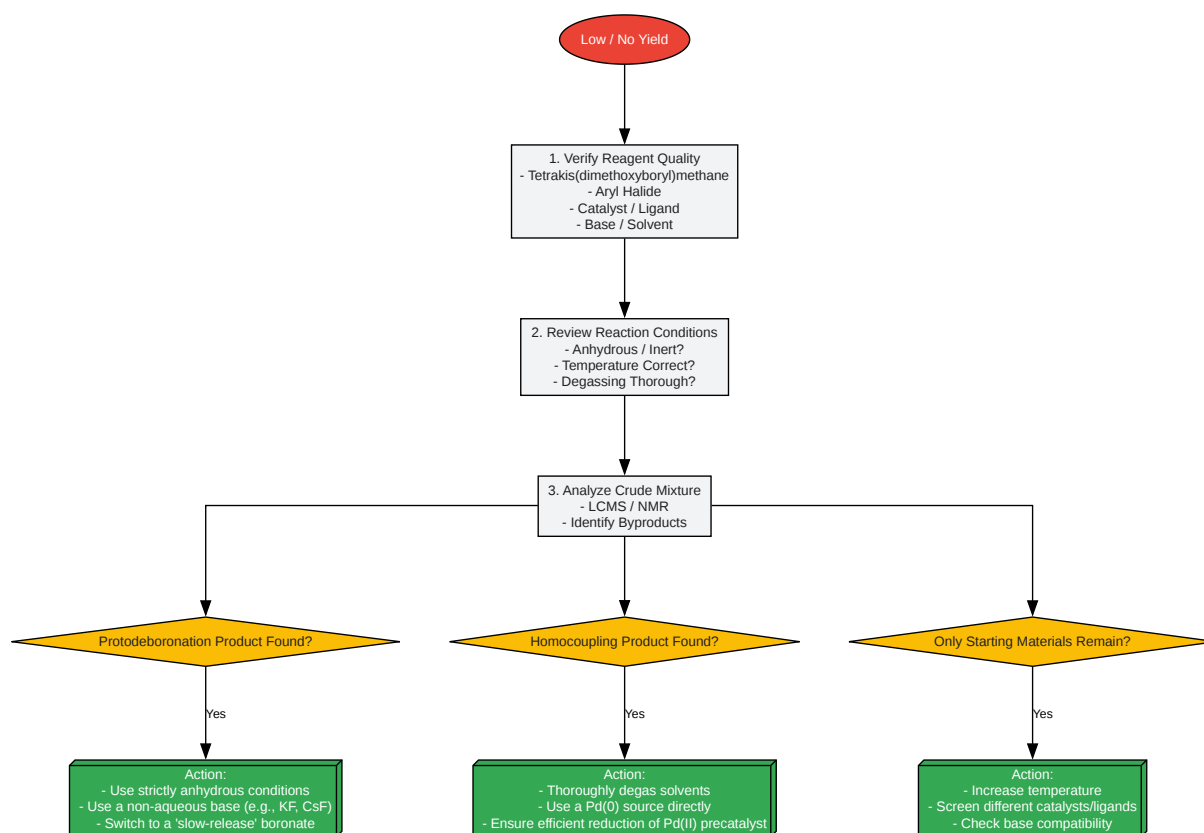 Low / No Yield
1. Verify Reagent Quality
- Tetrakis(dimethoxyboryl)methane
- Aryl Halide
- Catalyst / Ligand
- Base / Solvent
2. Review Reaction Conditions
- Anhydrous / Inert?
- Temperature Correct?
- Degassing Thorough?
3. Analyze Crude Mixture
- LCMS / NMR
- Identify Byproducts
Protodeboronation Product Found?
Homocoupling Product Found?
Only Starting Materials Remain?
Yes
Yes
Yes
Action:
- Use strictly anhydrous conditions
- Use a non-aqueous base (e.g., KF, CsF)
- Switch to a 'slow-release' boronate
Action:
- Thoroughly degas solvents
- Use a Pd(0) source directly
- Ensure efficient reduction of Pd(II) precatalyst
Action:
- Increase temperature
- Screen different catalysts/ligands
- Check base compatibility